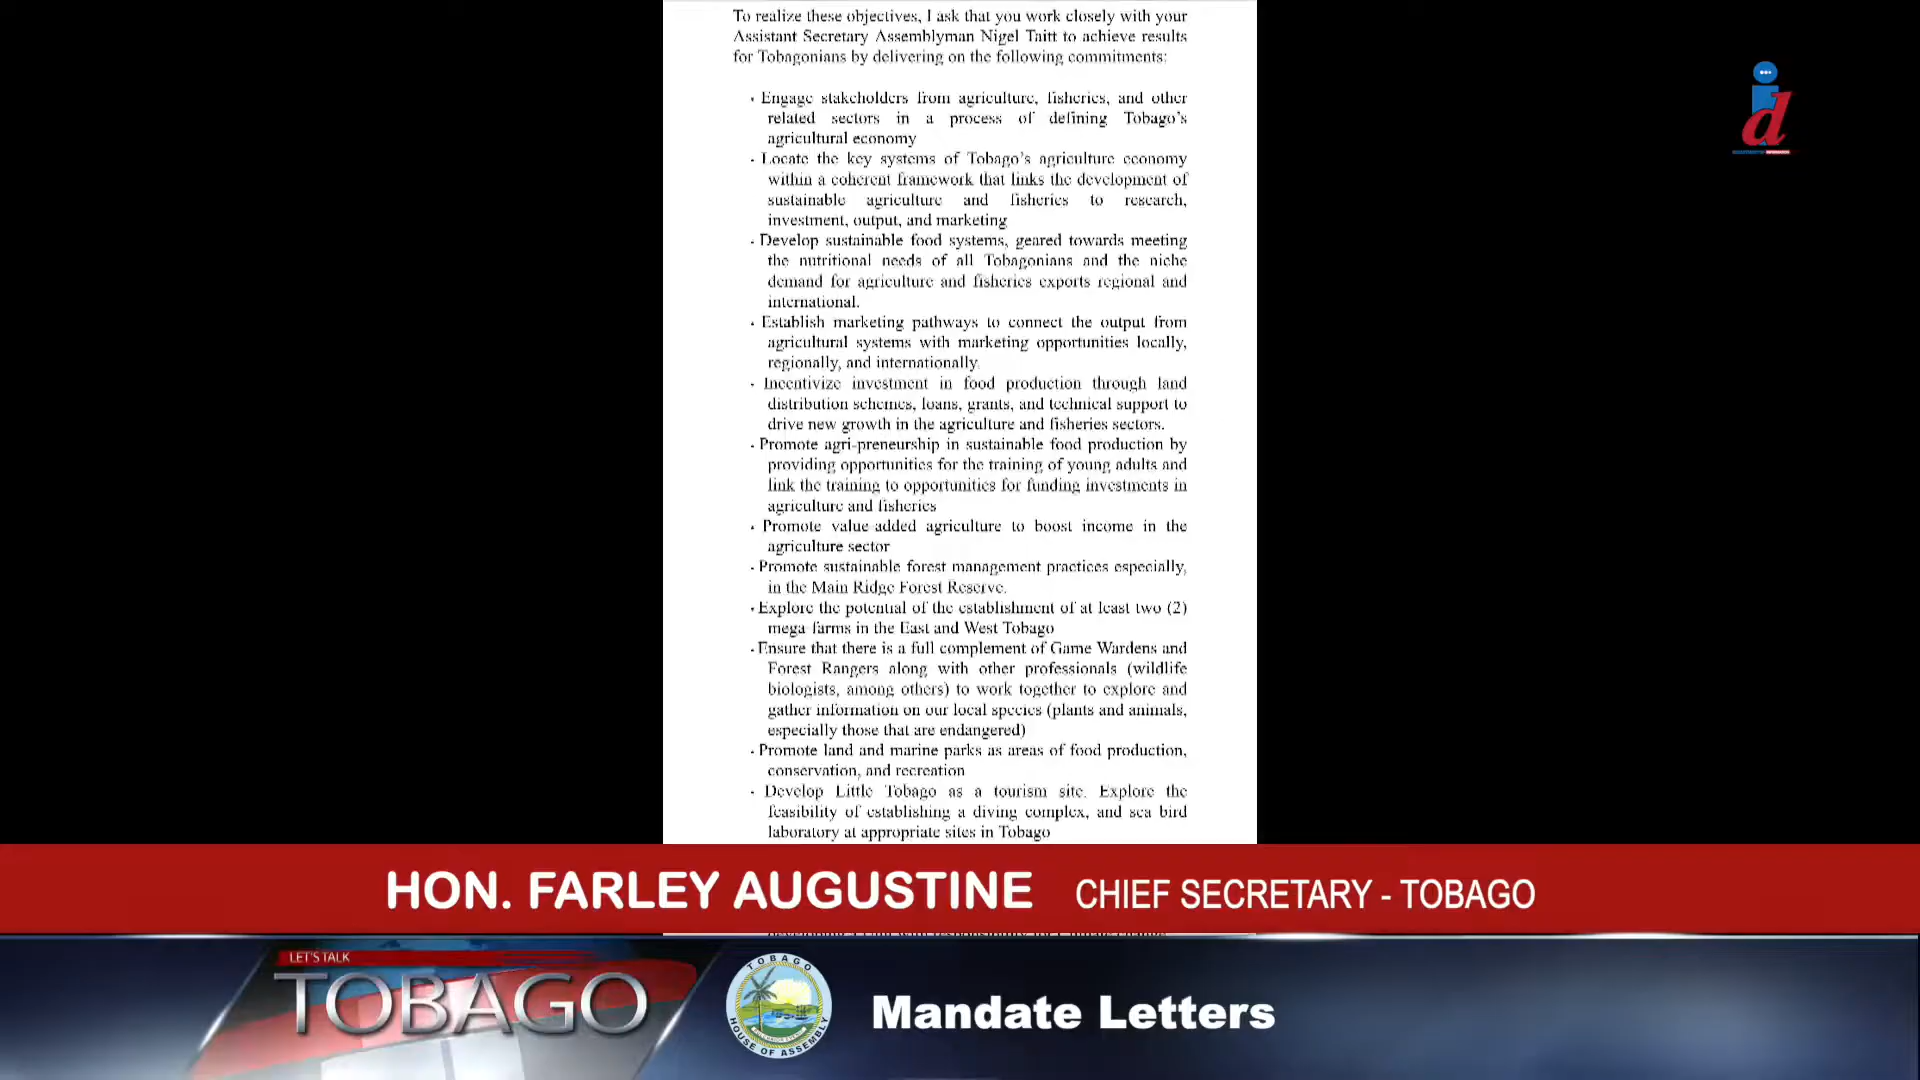 To realize these objectives, I ask that you work closely with your
Assistant Secretary Assemblyman Nigel Taitt to achieve results
for Tobagonians by delivering on the following commitments:
• Engage stakeholders from agriculture, fisheries, and other
related sectors in a process of defining Tobago's
agricultural economy
• Locate the key systems of Tobago's agriculture economy
within a coherent framework that links the development of
sustainable agriculture and fisheries to research,
investment, output, and marketing
• Develop sustainable food systems, geared towards meeting
the nutritional needs of all Tobagonians and the niche
demand for agriculture and fisheries exports regional and
international.
• Establish marketing pathways to connect the output from
agricultural systems with marketing opportunities locally,
regionally, and internationally.
• Incentivize investment in food production through land
distribution schemes, loans, grants, and technical support to
drive new growth in the agriculture and fisheries sectors.
• Promote agri-preneurship in sustainable food production by
providing opportunities for the training of young adults and
link the training to opportunities for funding investments in
agriculture and fisheries
• Promote value-added agriculture to boost income in the
agriculture sector
• Promote sustainable forest management practices especially,
in the Main Ridge Forest Reserve.
• Explore the potential of the establishment of at least two (2)
mega-farms in the East and West Tobago
• Ensure that there is a full complement of Game Wardens and
Forest Rangers along with other professionals (wildlife
biologists, among others) to work together to explore and
gather information on our local species (plants and animals,
especially those that are endangered)
• Promote land and marine parks as areas of food production,
conservation, and recreation
• Develop Little Tobago as a tourism site. Explore the
feasibility of establishing a diving complex, and sea bird
laboratory at appropriate sites in Tobago
id
HON. FARLEY AUGUSTINE CHIEF SECRETARY - TOBAGO
LET'S TALK
TOBAGO
TOBAGO
HOUSE OF ASSEMBLY
Mandate Letters